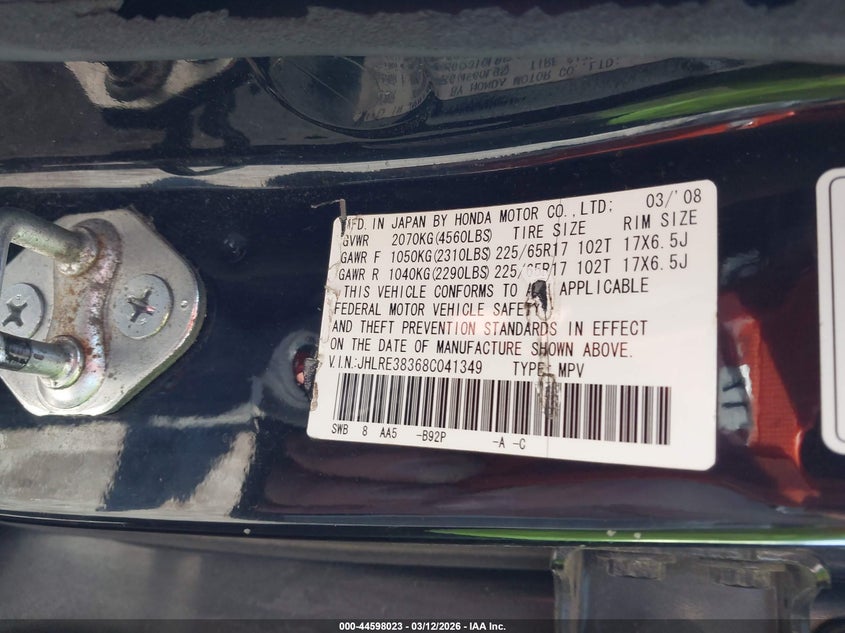 MFD. IN JAPAN BY HONDA MOTOR CO.,LTD; 03/'08
GVWR 2070KG(4560LBS) TIRE SIZE RIM SIZE
GAWR F 1050KG(2310LBS) 225/65R17 102T 17X6.5J
GAWR R 1040KG(2290LBS) 225/65R17 102T 17X6.5J
THIS VEHICLE CONFORMS TO APPLICABLE
FEDERAL MOTOR VEHICLE SAFETY
AND THEFT PREVENTION STANDARDS IN EFFECT
ON THE DATE OF MANUFACTURE SHOWN ABOVE.
V.I.N.:JHLRE38368C041349 TYPE: MPV
SWB 8 AA5 -B92P -A -C
000-44598023 - 03/12/2026 - IAA Inc.